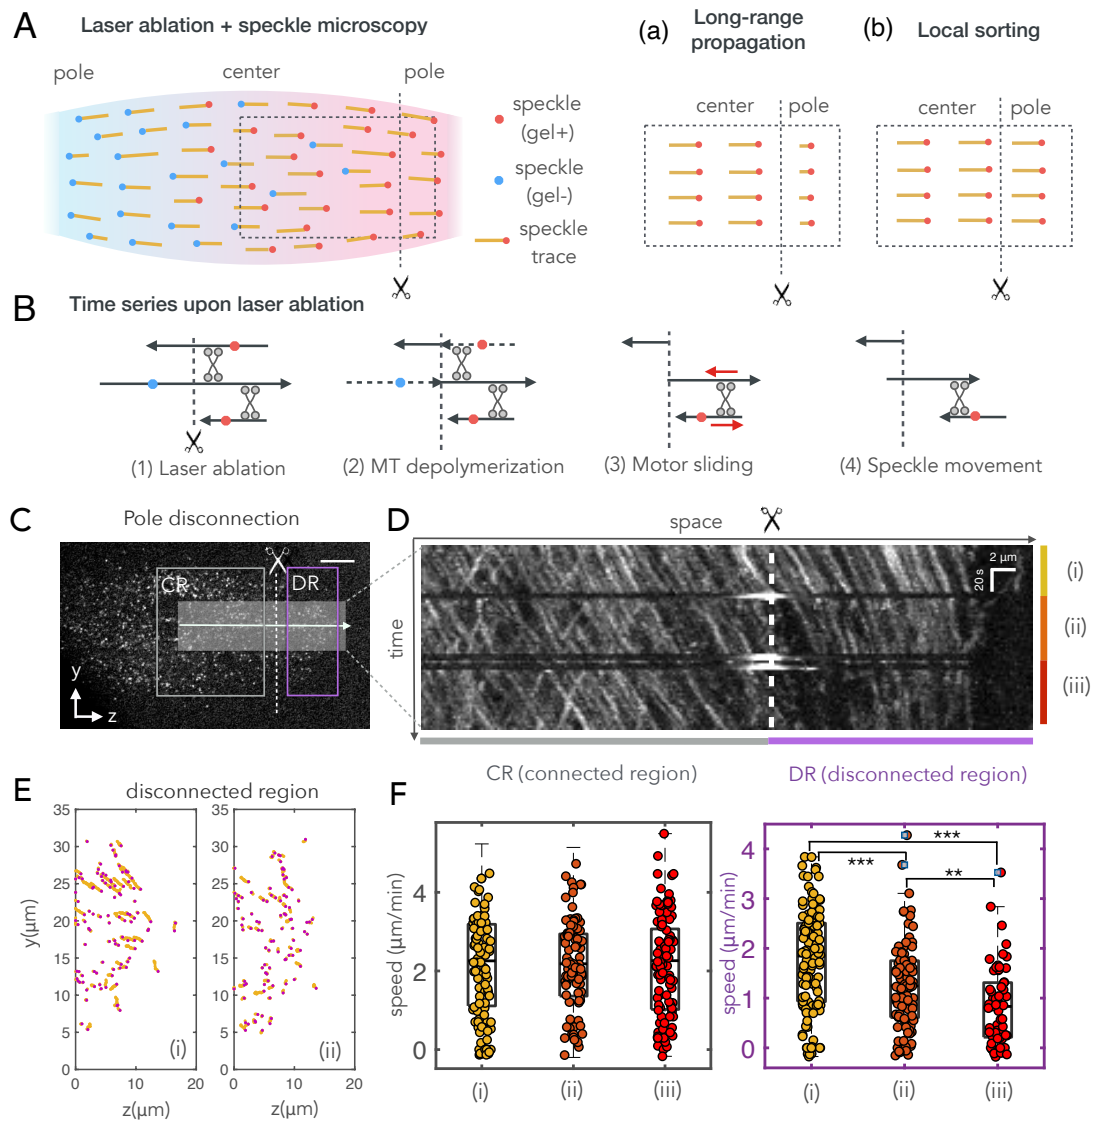 A
Laser ablation + speckle microscopy
pole
center
pole
speckle
(gel+)
speckle
(gel-)
speckle
trace
(a)
Long-range
propagation
center
pole
(b)
Local sorting
center
pole
B
Time series upon laser ablation
(1) Laser ablation
(2) MT depolymerization
(3) Motor sliding
(4) Speckle movement
C
Pole disconnection
CR
DR
y
z
D
space
time
2 μm
20 s
(i)
(ii)
(iii)
CR (connected region)
DR (disconnected region)
E
disconnected region
y(μm)
35
30
25
20
15
10
5
0
0
10
20
z(μm)
(i)
35
30
25
20
15
10
5
0
0
10
20
z(μm)
(ii)
F
speed (μm/min)
4
2
0
(i)
(ii)
(iii)
speed (μm/min)
4
3
2
1
0
***
***
**
(i)
(ii)
(iii)